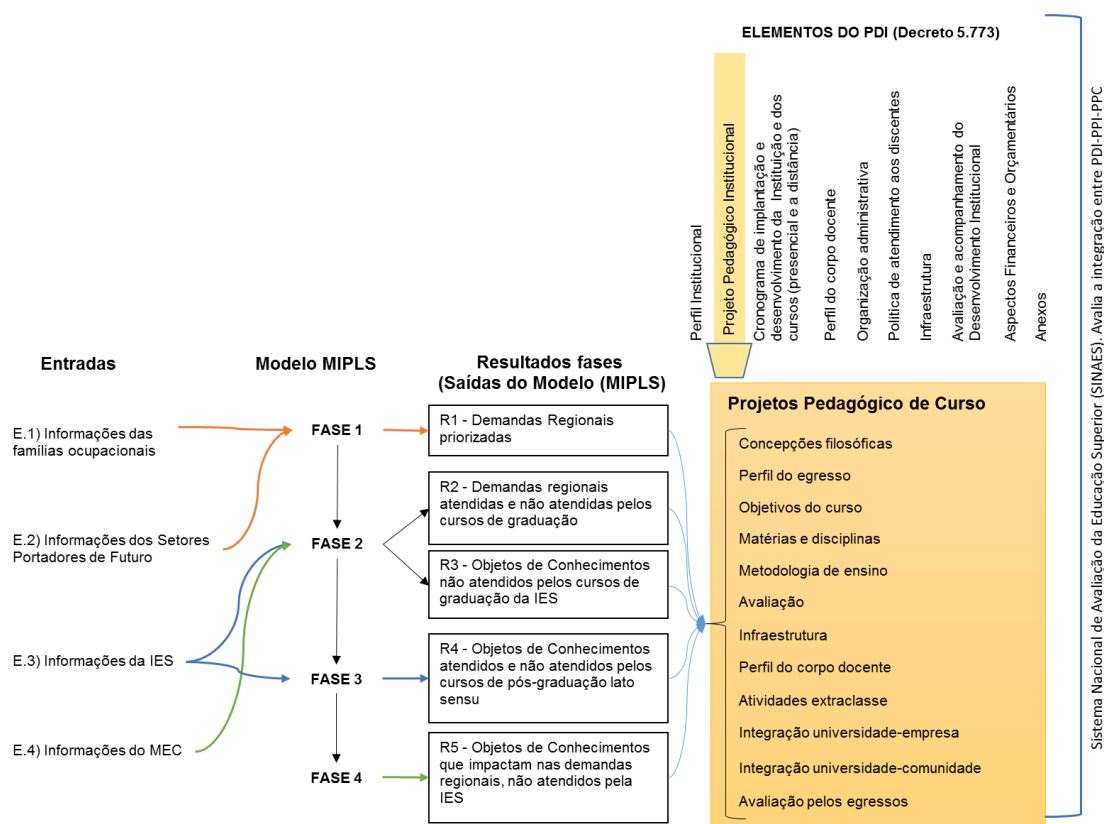 ELEMENTOS DO PDI (Decreto 5.773)
Perfil Institucional
Projeto Pedagógico Institucional
Cronograma de implantação e
desenvolvimento da Instituição e dos
cursos (presencial e a distância)
Perfil do corpo docente
Organização administrativa
Política de atendimento aos discentes
Infraestrutura
Avaliação e acompanhamento do
Desenvolvimento Institucional
Aspectos Financeiros e Orçamentários
Anexos
Sistema Nacional de Avaliação da Educação Superior (SINAES). Avalia a integração entre PDI-PPI-PPC
Entradas
E.1) Informações das
famílias ocupacionais
E.2) Informações dos Setores
Portadores de Futuro
E.3) Informações da IES
E.4) Informações do MEC
Modelo MIPLS
FASE 1
FASE 2
FASE 3
FASE 4
Resultados fases
(Saídas do Modelo (MIPLS)
R1 - Demandas Regionais
priorizadas
R2 - Demandas regionais
atendidas e não atendidas pelos
cursos de graduação
R3 - Objetos de Conhecimentos
não atendidos pelos cursos de
graduação da IES
R4 - Objetos de Conhecimentos
atendidos e não atendidos pelos
cursos de pós-graduação lato
sensu
R5 - Objetos de Conhecimentos
que impactam nas demandas
regionais, não atendidos pela
IES
Projetos Pedagógico de Curso
Concepções filosóficas
Perfil do egresso
Objetivos do curso
Matérias e disciplinas
Metodologia de ensino
Avaliação
Infraestrutura
Perfil do corpo docente
Atividades extraclasse
Integração universidade-empresa
Integração universidade-comunidade
Avaliação pelos egressos